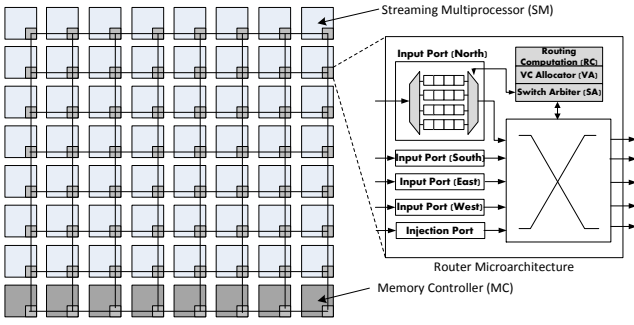 Streaming Multiprocessor (SM)
Input Port (North)
Routing
Computation (RC)
VC Allocator (VA)
Switch Arbiter (SA)
Input Port (South)
Input Port (East)
Input Port (West)
Injection Port
Router Microarchitecture
Memory Controller (MC)